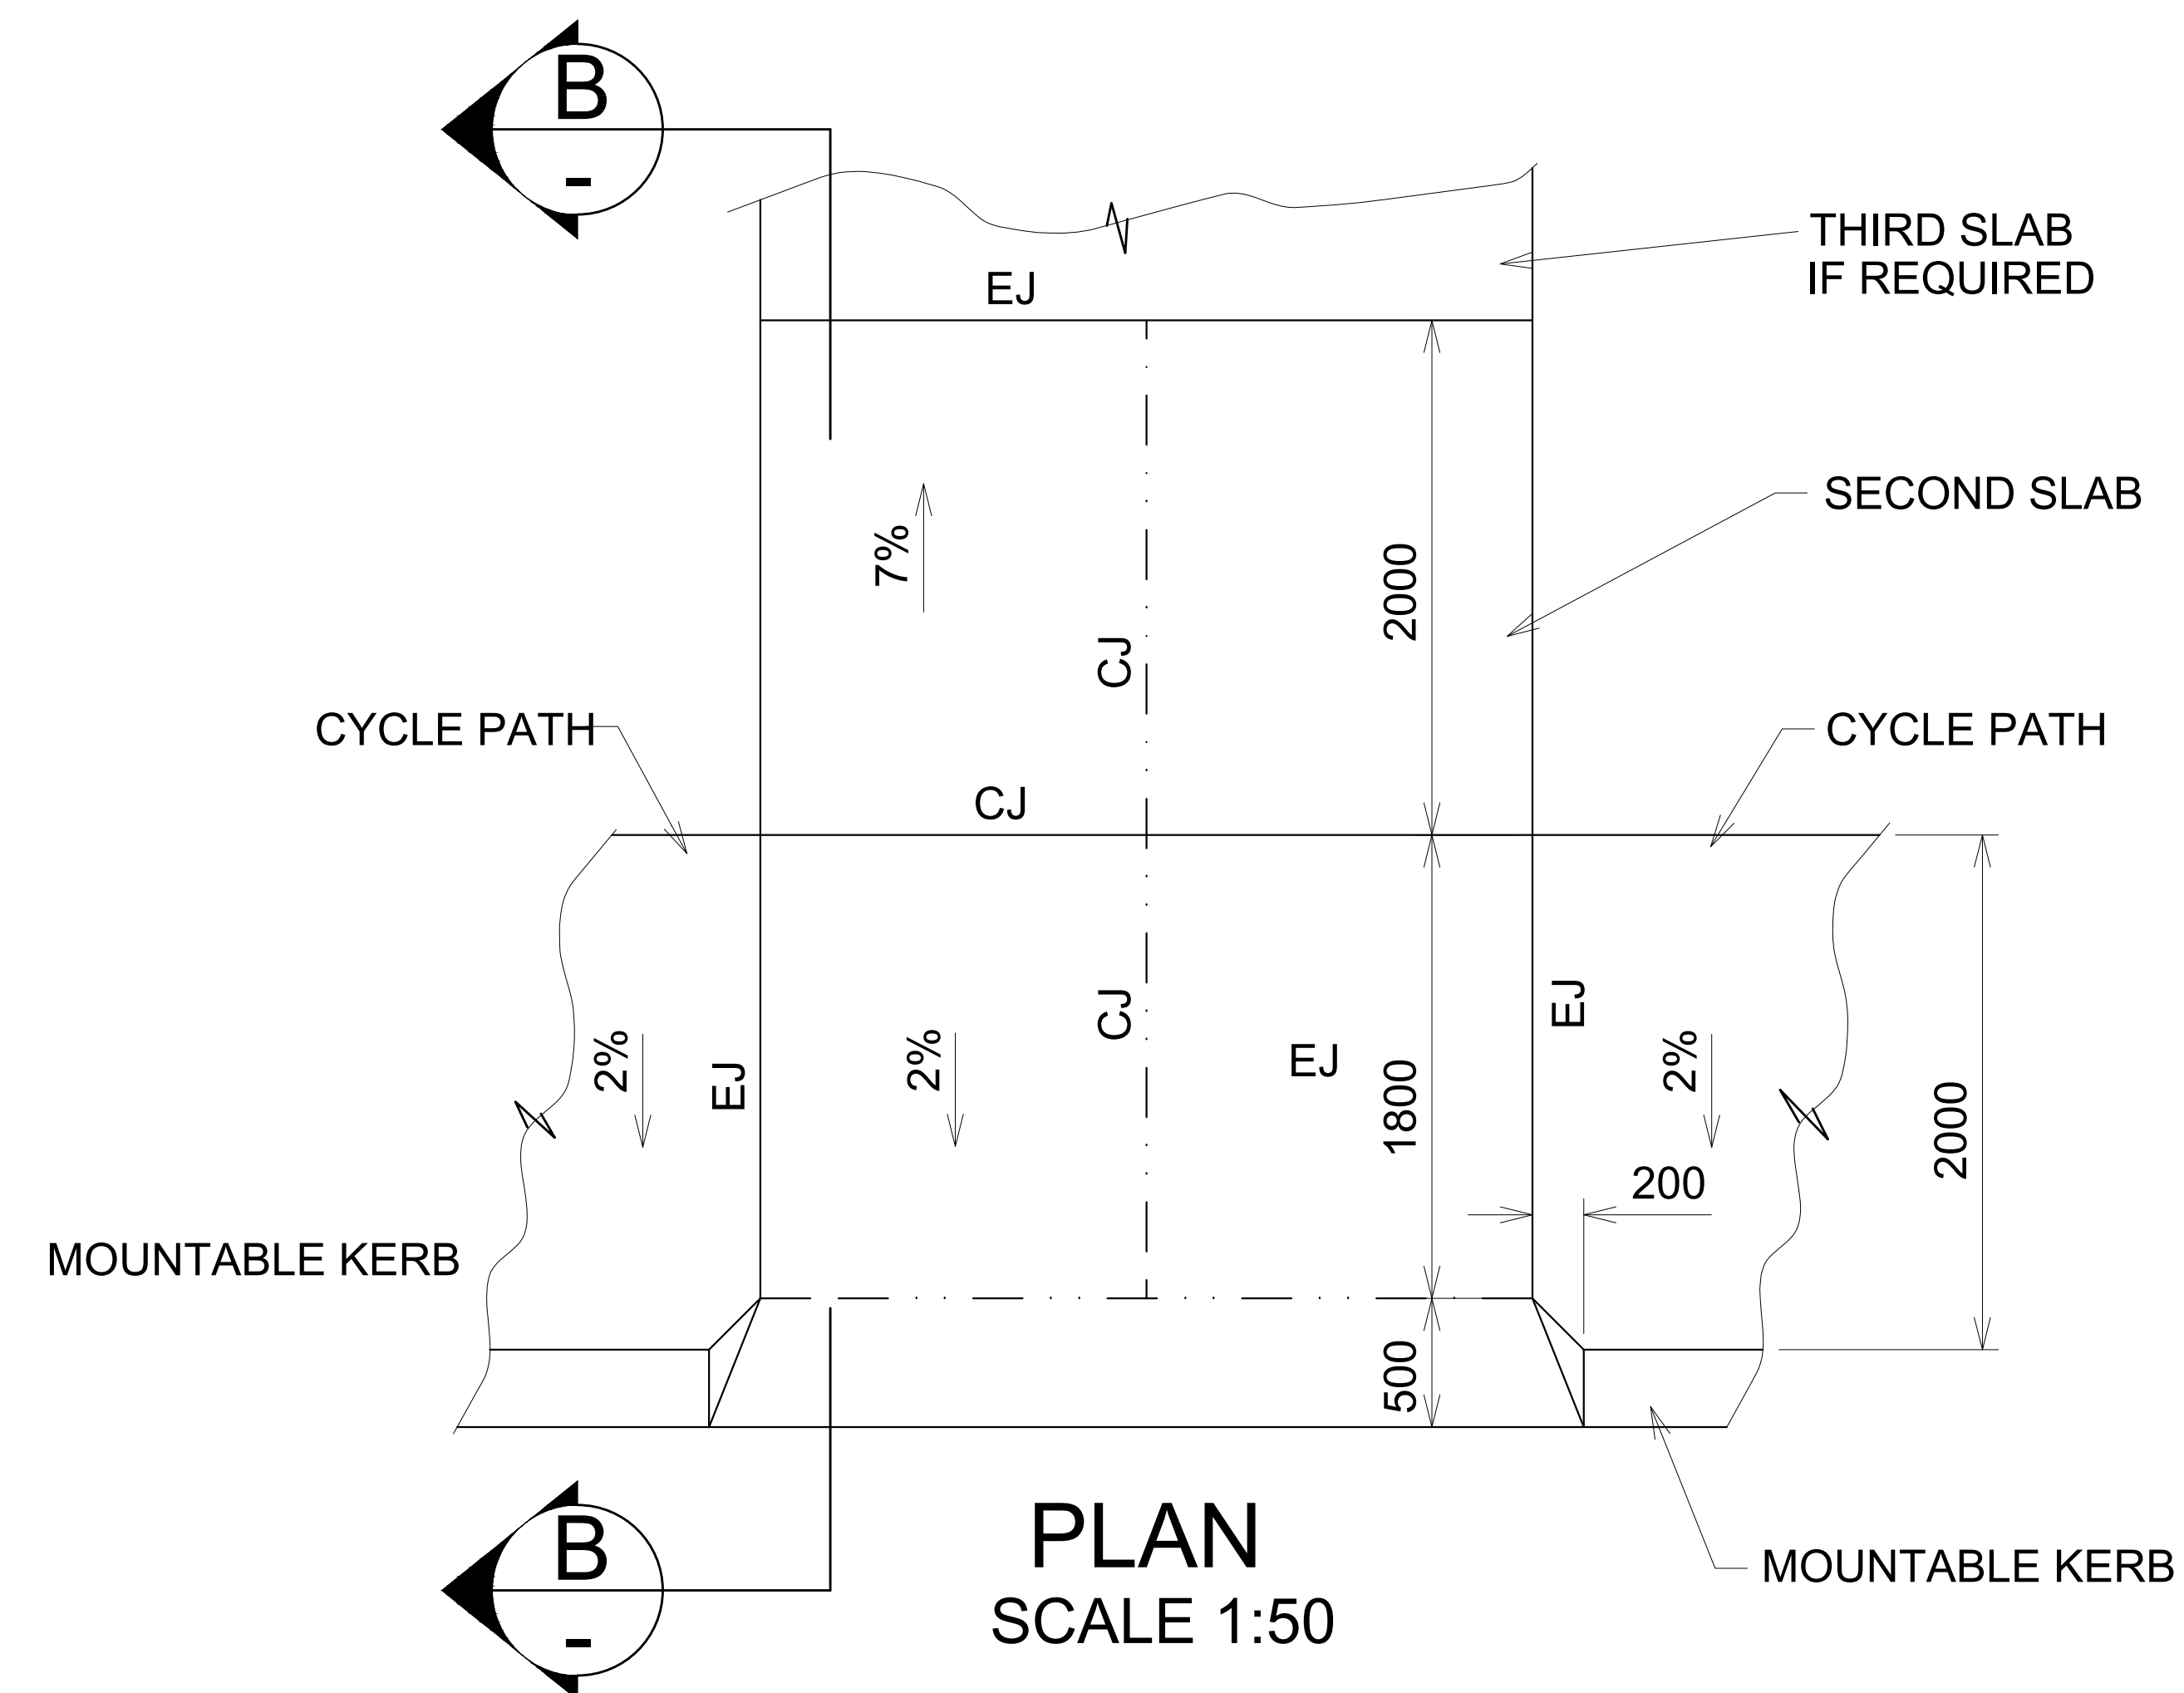 B
-
THIRD SLAB
IF REQUIRED
EJ
SECOND SLAB
7%
2000
CJ
CYCLE PATH
CYCLE PATH
CJ
EJ
CJ
2%
EJ
2%
EJ
1800
2%
2000
200
MOUNTABLE KERB
500
B
-
PLAN
SCALE 1:50
MOUNTABLE KERB